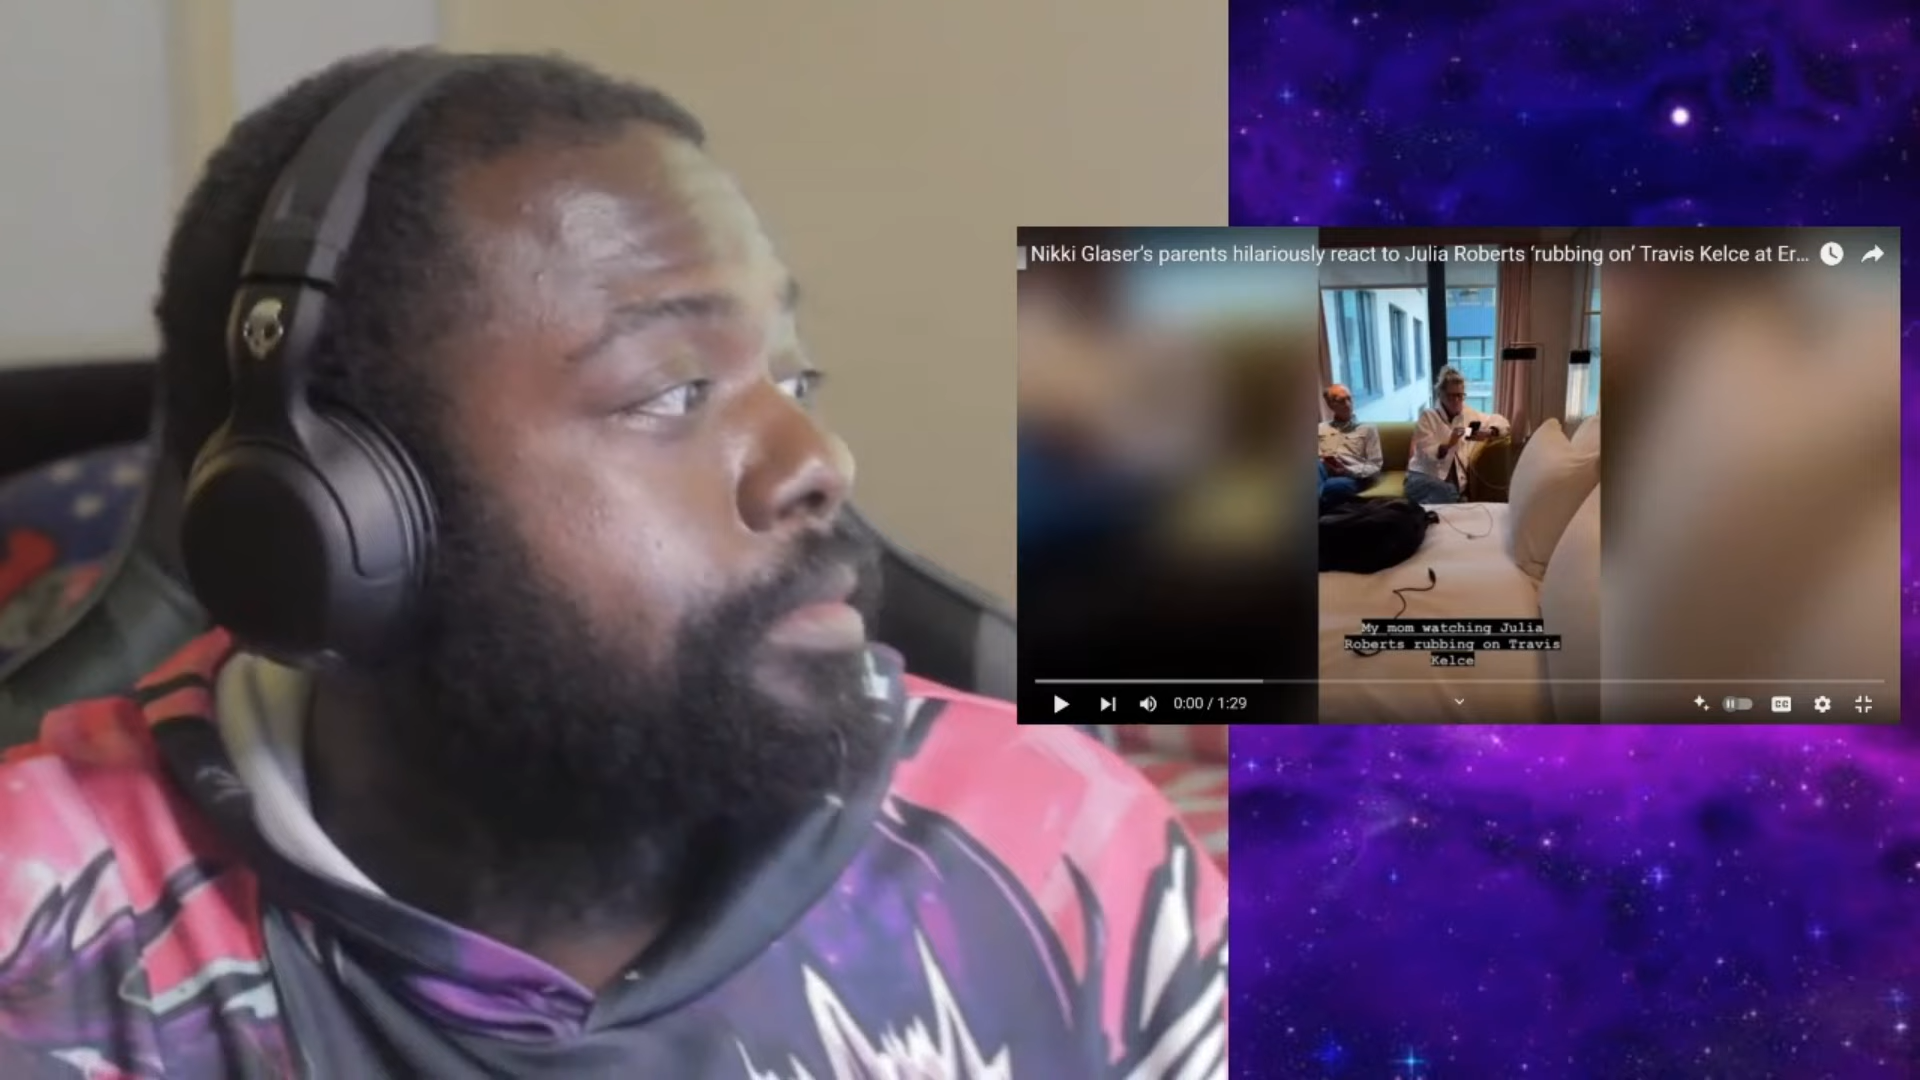 Nikki Glaser's parents hilariously react to Julia Roberts ‘rubbing on’ Travis Kelce at Er...
My mom watching Julia
Roberts rubbing on Travis
Kelce
0:00 / 1:29
CC